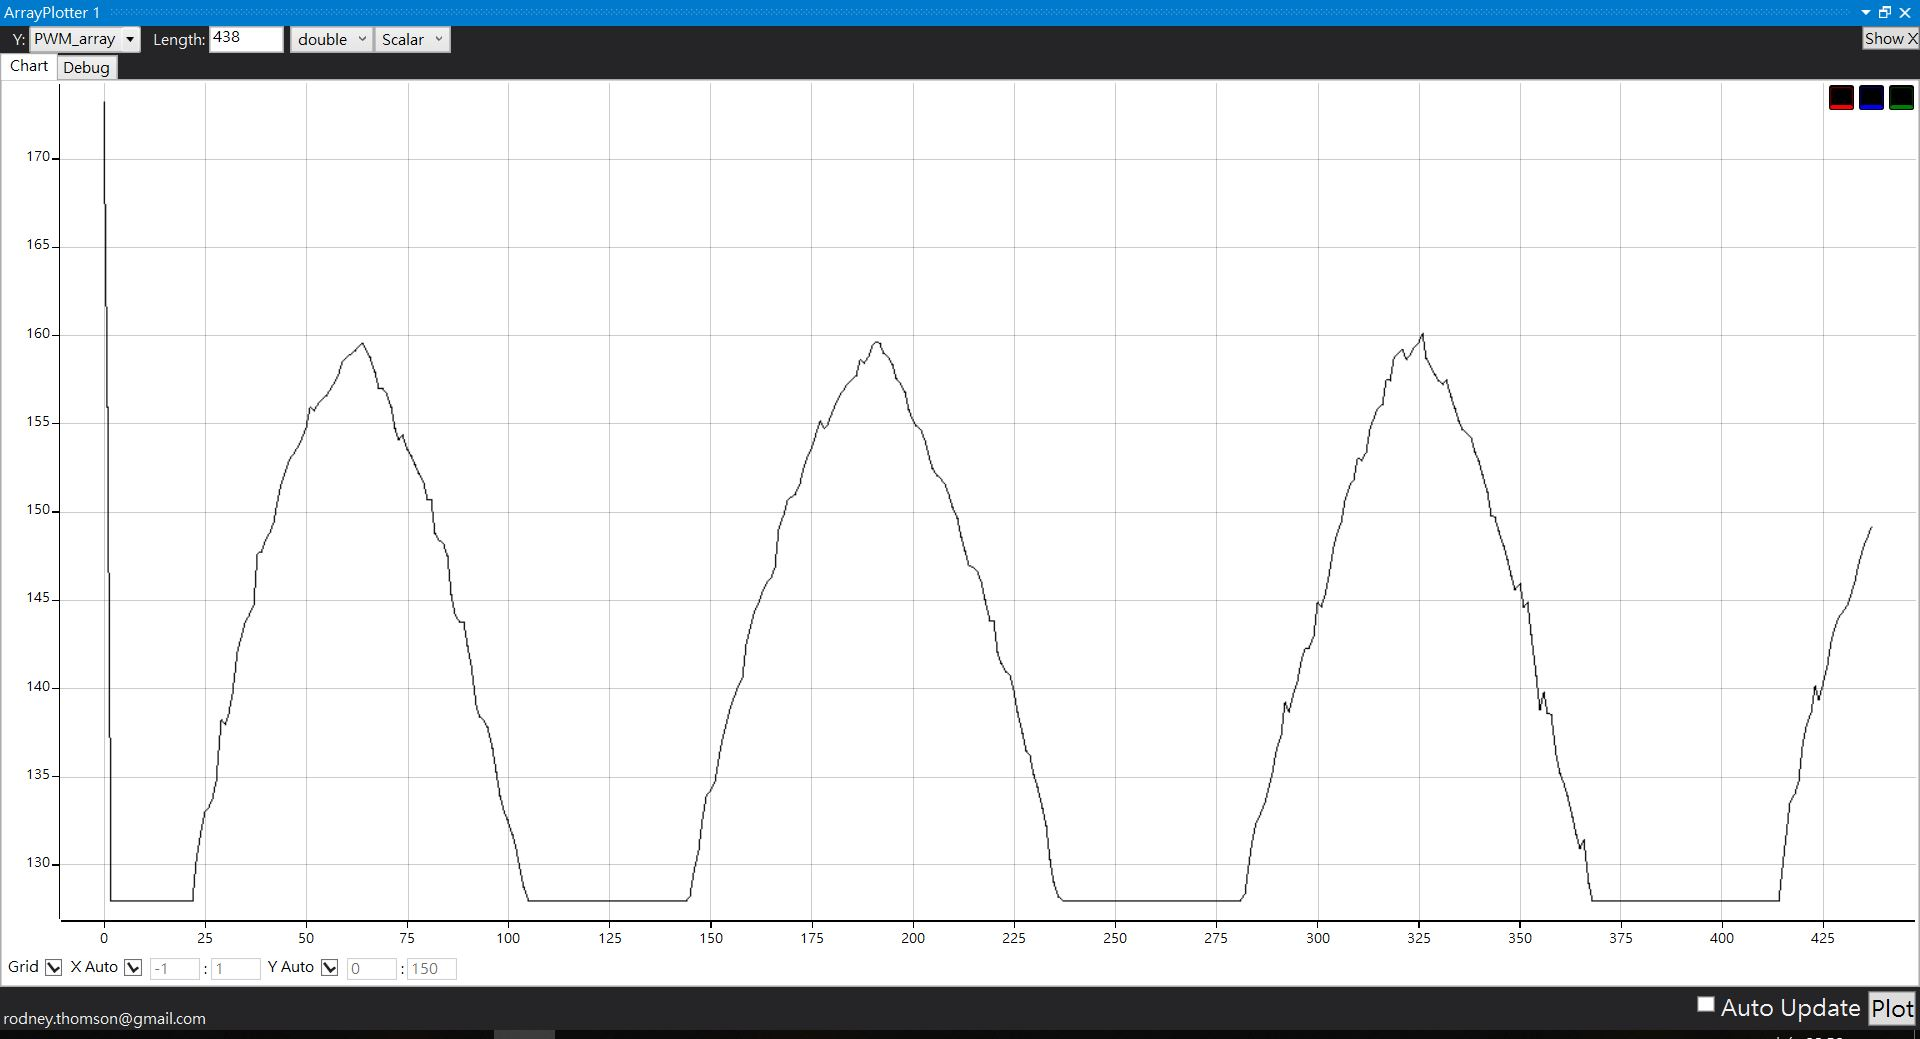 ArrayPlotter 1
Y: PWM_array Length: 438 double Scalar Show X
Chart Debug
170
165
160
155
150
145
140
135
130
0 25 50 75 100 125 150 175 200 225 250 275 300 325 350 375 400 425
Grid X Auto -1 : 1 Y Auto 0 : 150
Auto Update Plot
rodney.thomson@gmail.com